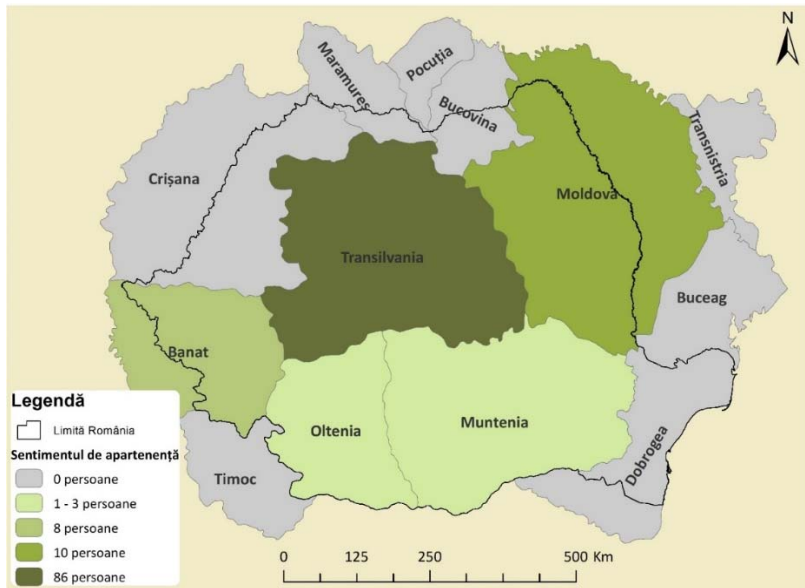 N
Maramureș
Pocuția
Bucovina
Transnistria
Crișana
Moldova
Transilvania
Buceag
Banat
Oltenia
Muntenia
Dobrogea
Timoc
Legendă
Limită România
Sentimentul de apartenență
0 persoane
1 - 3 persoane
8 persoane
10 persoane
86 persoane
0 125 250 500 Km